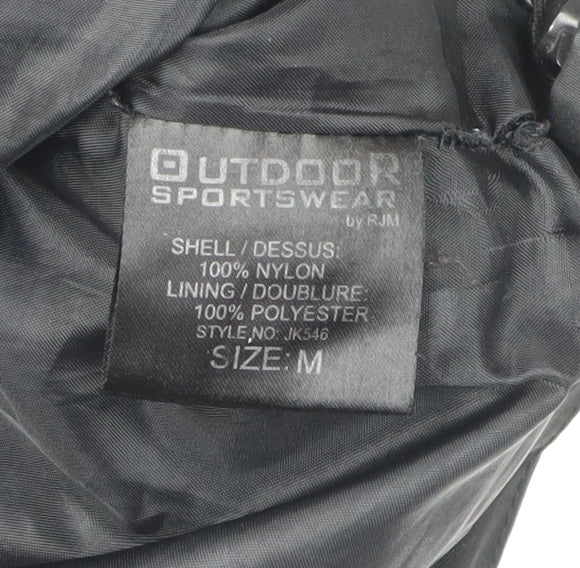 OUTDOOR
SPORTSWEAR
by RJM
SHELL / DESSUS:
100% NYLON
LINING / DOUBLURE:
100% POLYESTER
STYLE NO: JK546
SIZE: M